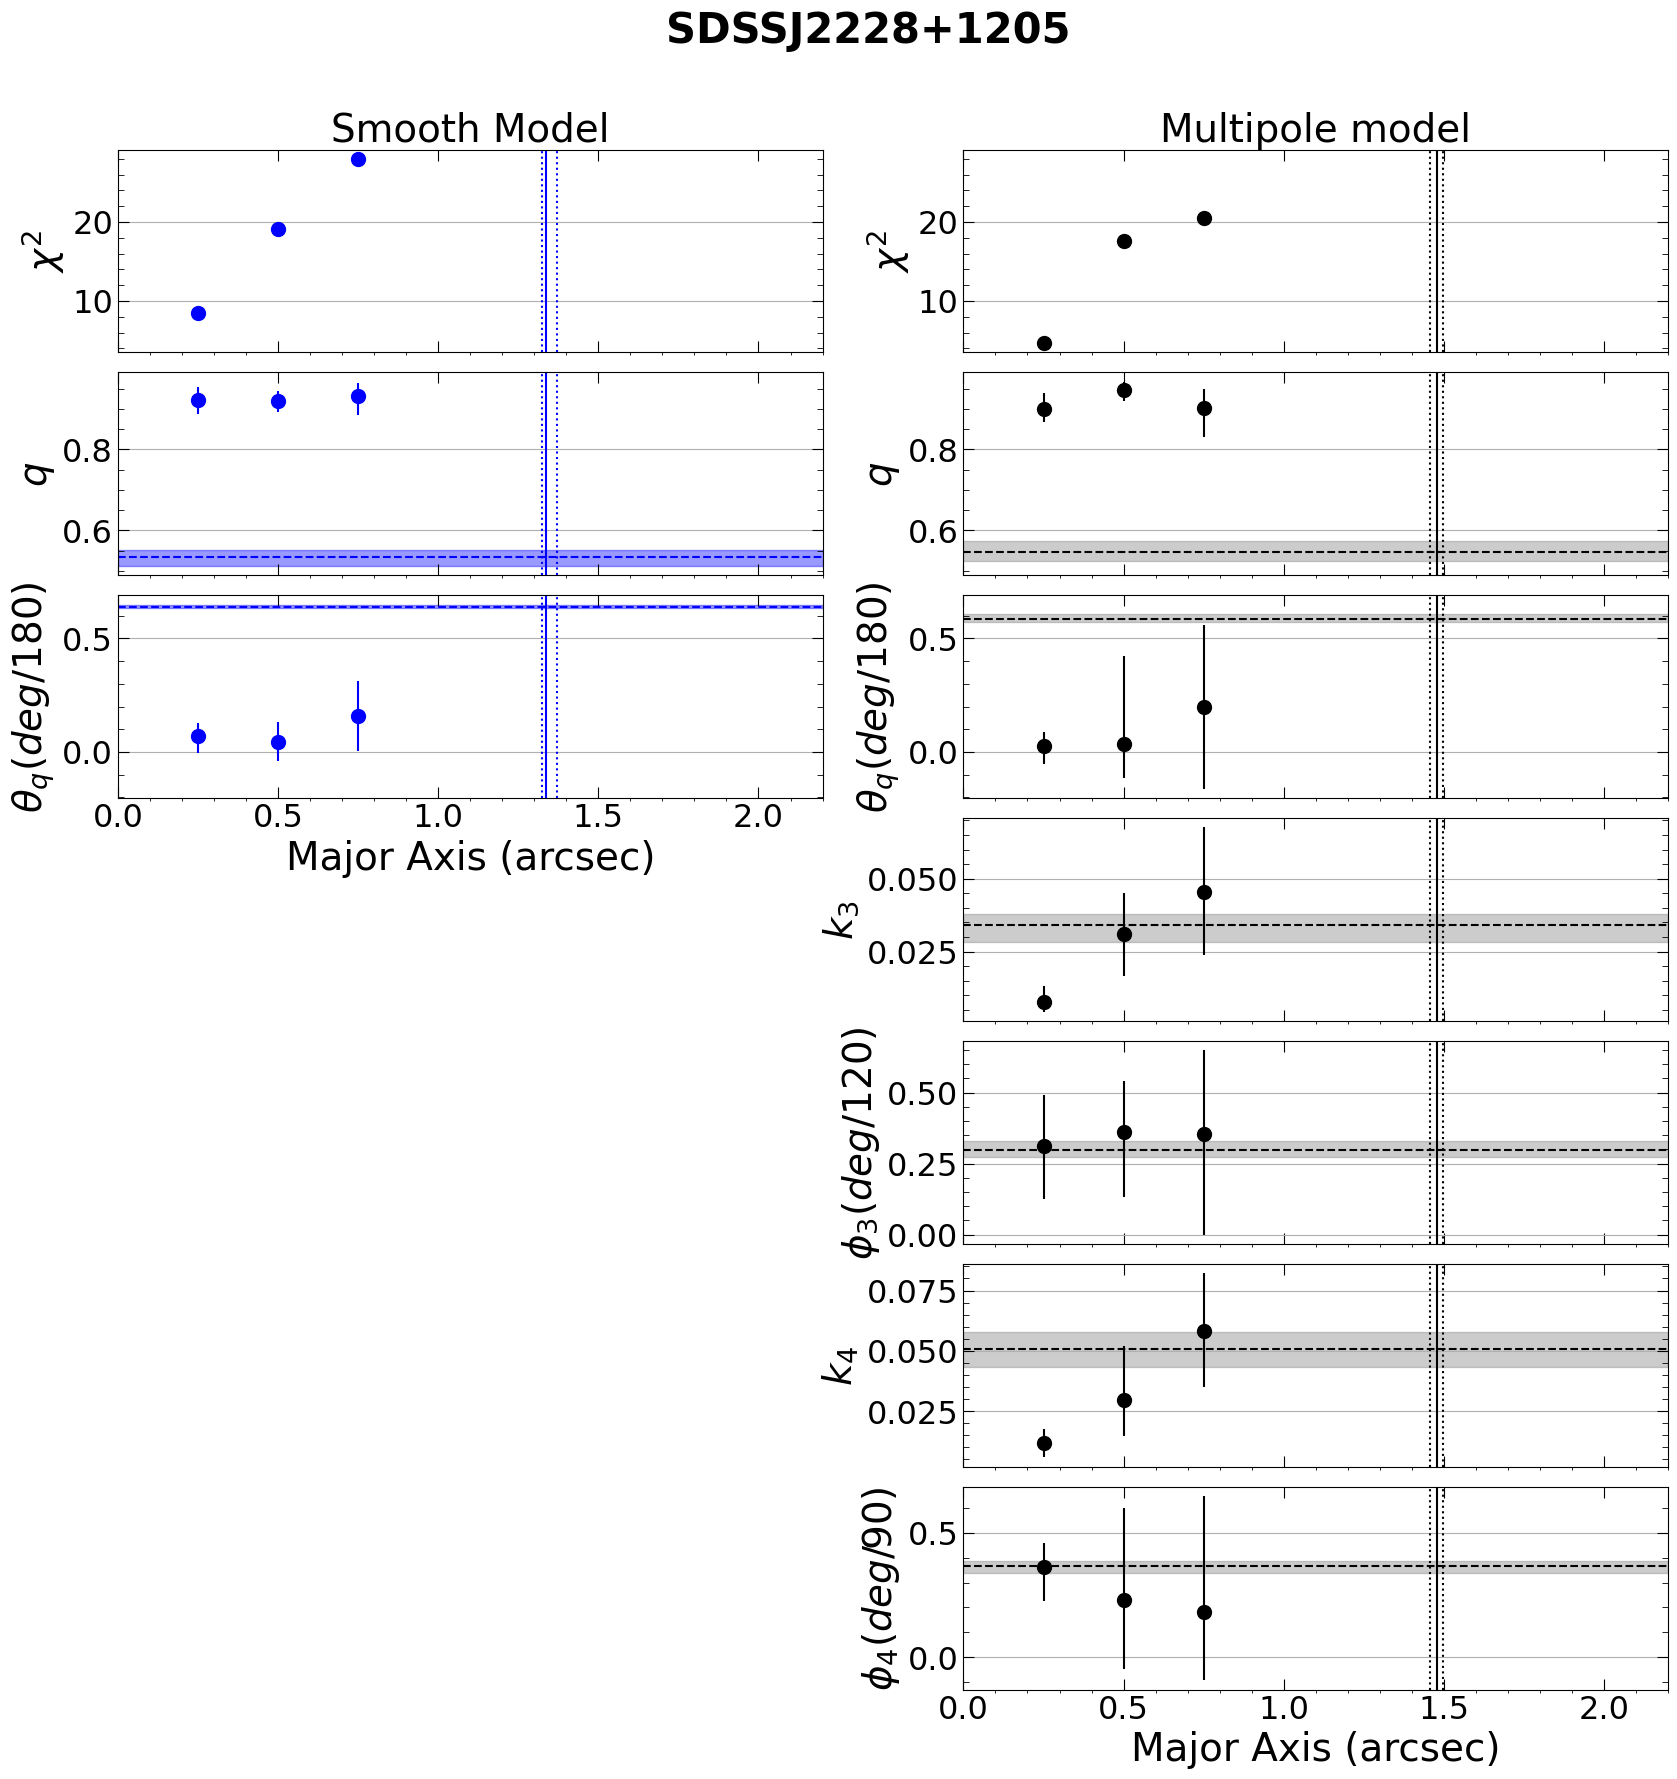 SDSSJ2228+1205
Smooth Model
χ²
20
10
q
0.8
0.6
θ_q(deg/180)
0.5
0.0
0.0 0.5 1.0 1.5 2.0
Major Axis (arcsec)
Multipole model
χ²
20
10
q
0.8
0.6
θ_q(deg/180)
0.5
0.0
k₃
0.050
0.025
ϕ₃(deg/120)
0.50
0.25
0.00
k₄
0.075
0.050
0.025
ϕ₄(deg/90)
0.5
0.0
0.0 0.5 1.0 1.5 2.0
Major Axis (arcsec)